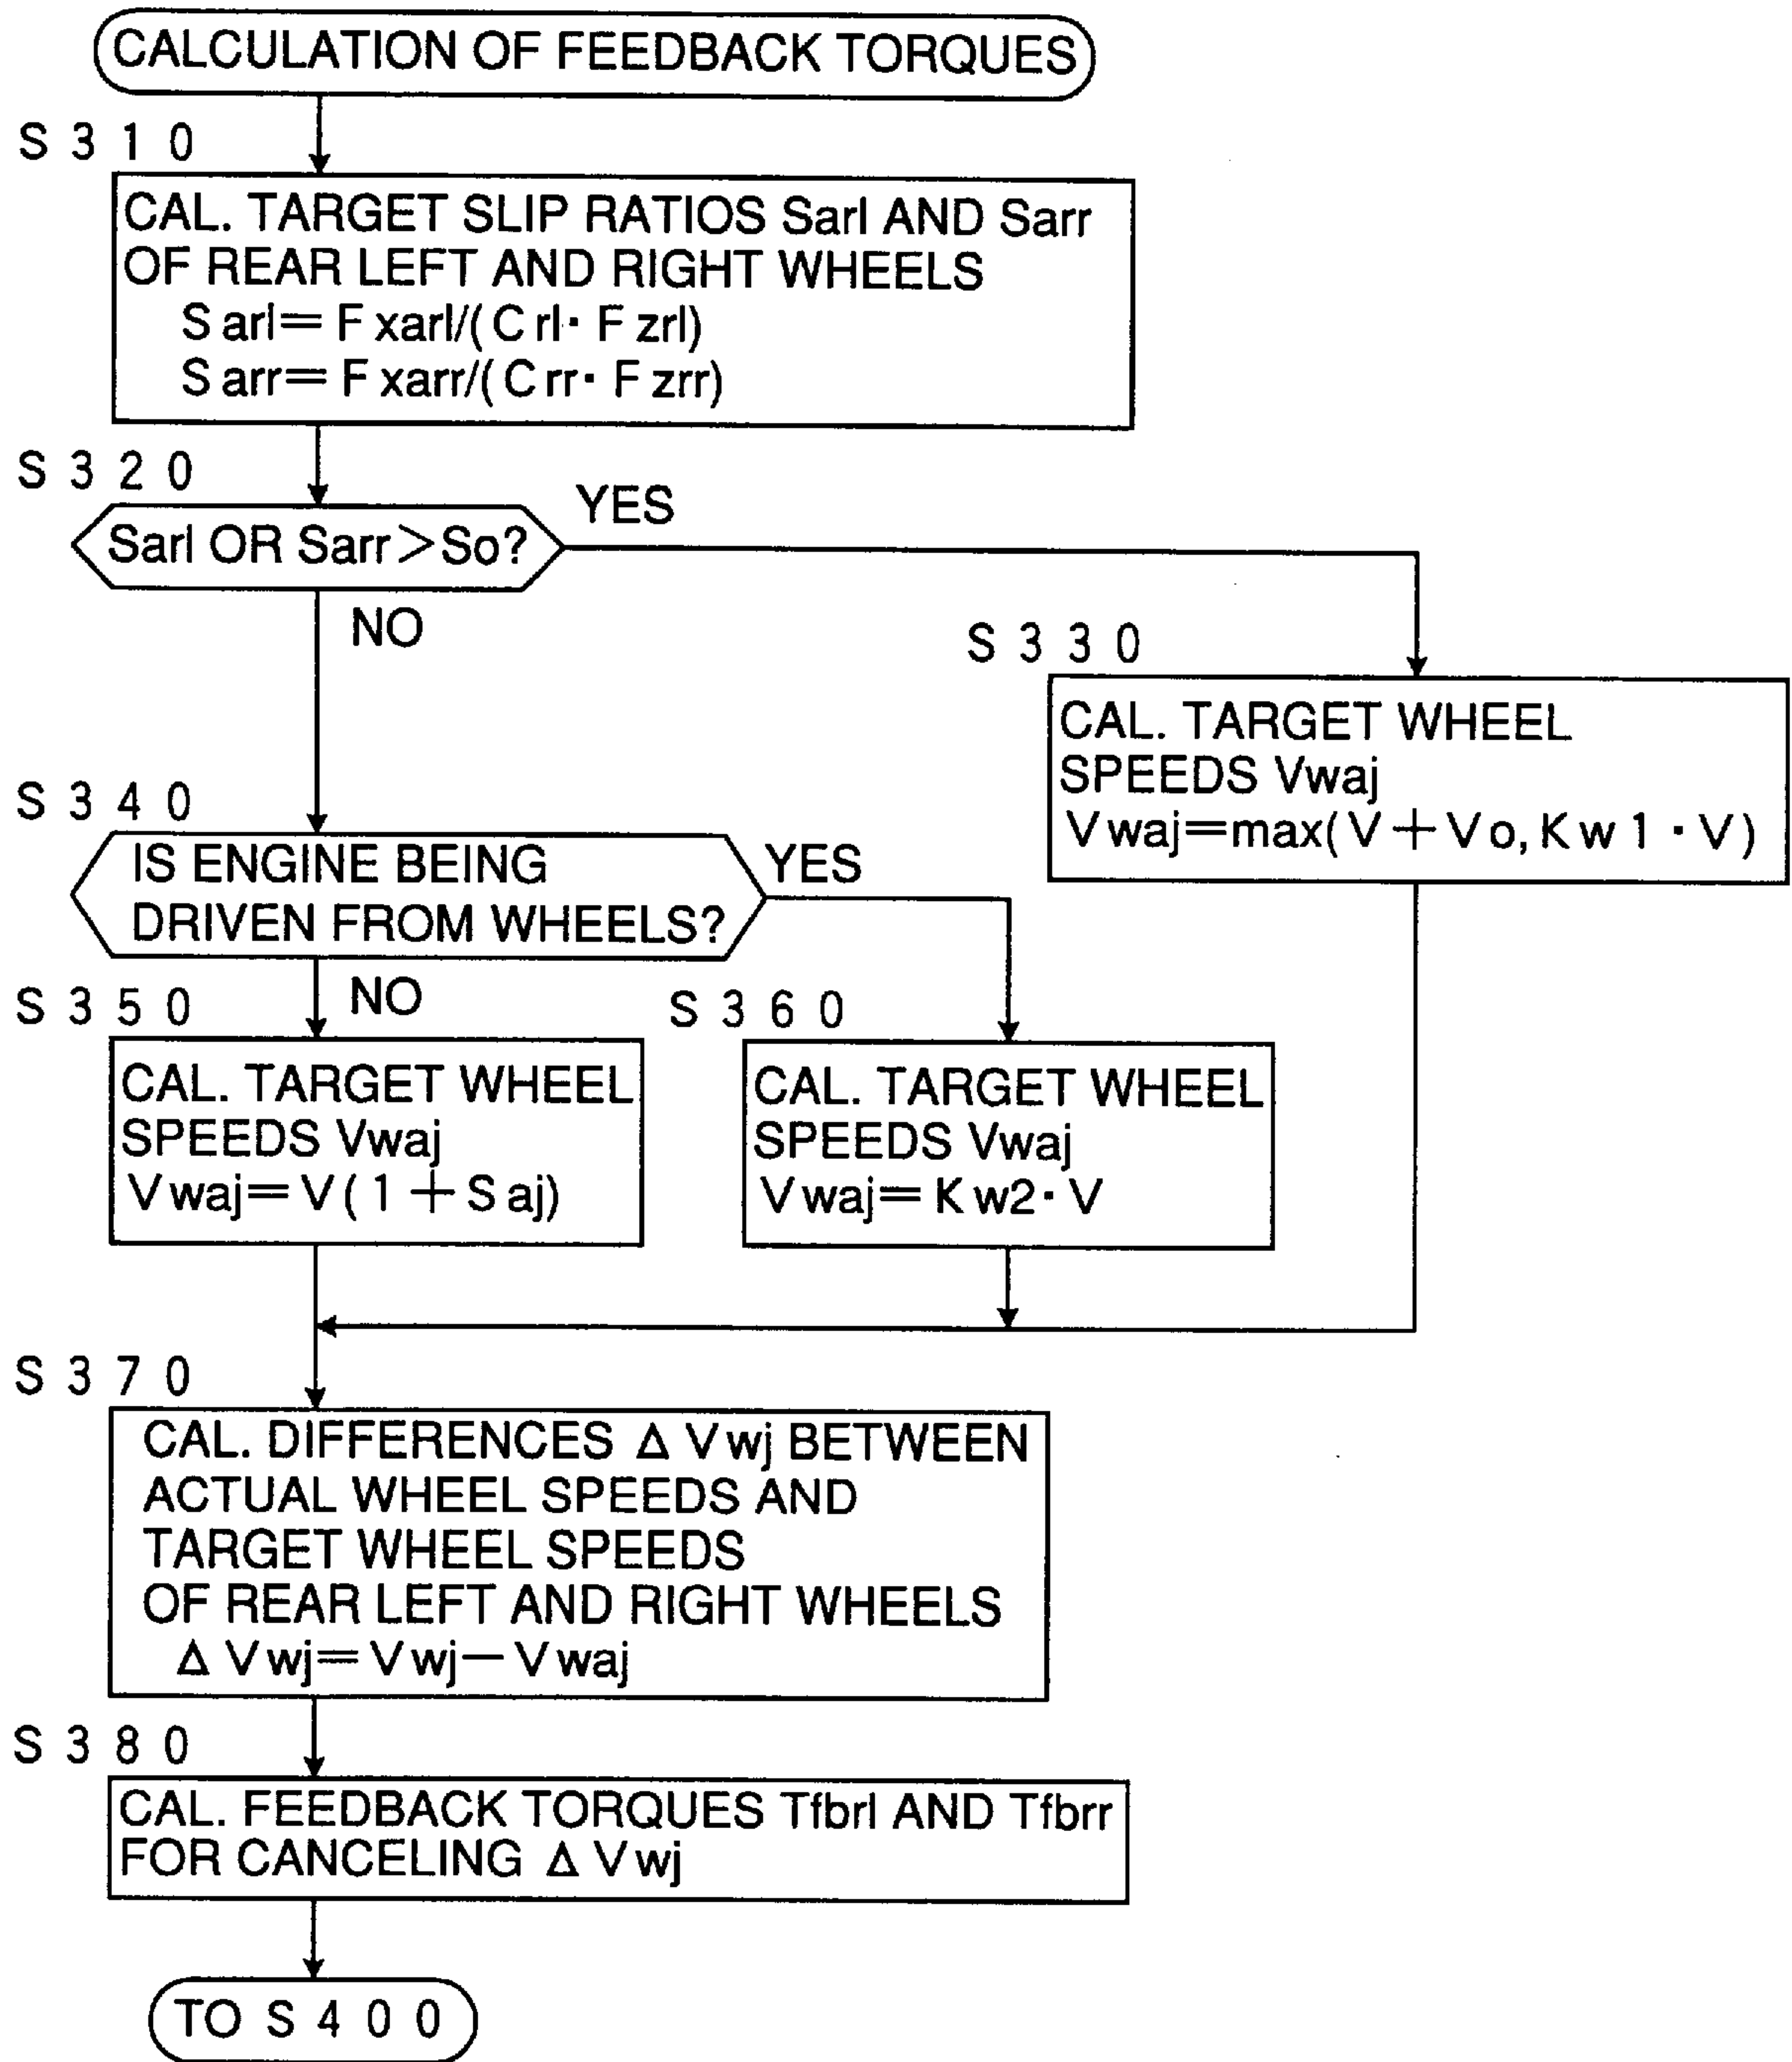 CALCULATION OF FEEDBACK TORQUES
S 3 1 0
CAL. TARGET SLIP RATIOS Sarl AND Sarr
OF REAR LEFT AND RIGHT WHEELS
S arl= F xarl/( C rl· F zrl)
S arr= F xarr/( C rr· F zrr)
S 3 2 0
Sarl OR Sarr>So?
YES
NO
S 3 3 0
CAL. TARGET WHEEL
SPEEDS Vwaj
V waj=max( V + V o, K w 1 · V )
S 3 4 0
IS ENGINE BEING
DRIVEN FROM WHEELS?
YES
NO
S 3 5 0
CAL. TARGET WHEEL
SPEEDS Vwaj
V waj= V ( 1 + S aj)
S 3 6 0
CAL. TARGET WHEEL
SPEEDS Vwaj
V waj= K w2· V
S 3 7 0
CAL. DIFFERENCES Δ V wj BETWEEN
ACTUAL WHEEL SPEEDS AND
TARGET WHEEL SPEEDS
OF REAR LEFT AND RIGHT WHEELS
Δ V wj= V wj− V waj
S 3 8 0
CAL. FEEDBACK TORQUES Tfbrl AND Tfbrr
FOR CANCELING Δ V wj
TO S 4 0 0